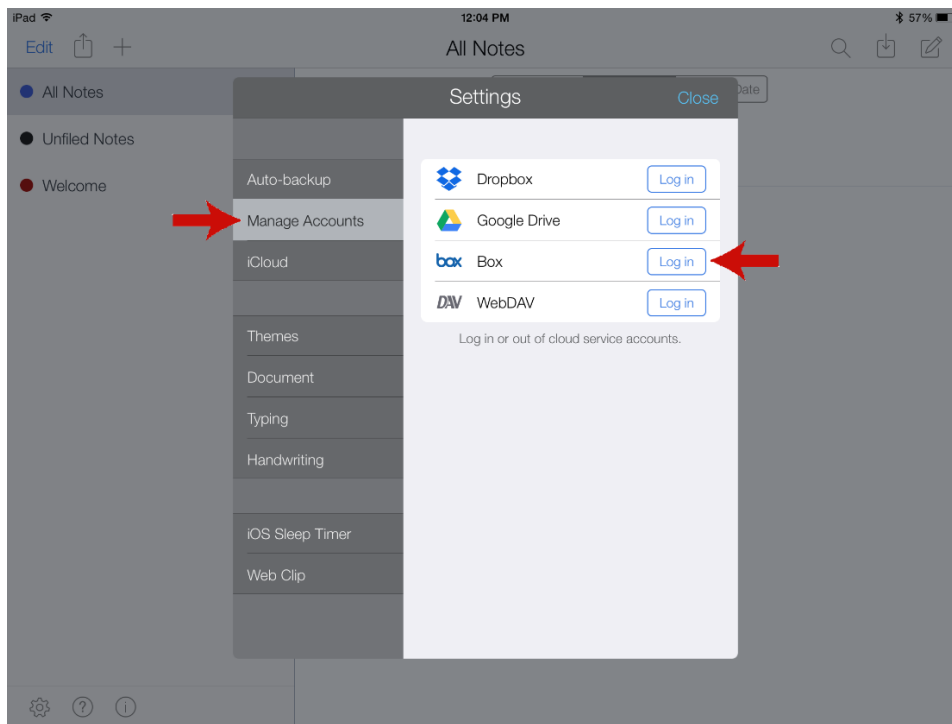 iPad 12:04 PM 57%
Edit All Notes
All Notes
Unfiled Notes
Welcome
Date
Settings Close
Auto-backup
Manage Accounts
iCloud
Themes
Document
Typing
Handwriting
iOS Sleep Timer
Web Clip
Dropbox Log in
Google Drive Log in
box Box Log in
DAV WebDAV Log in
Log in or out of cloud service accounts.